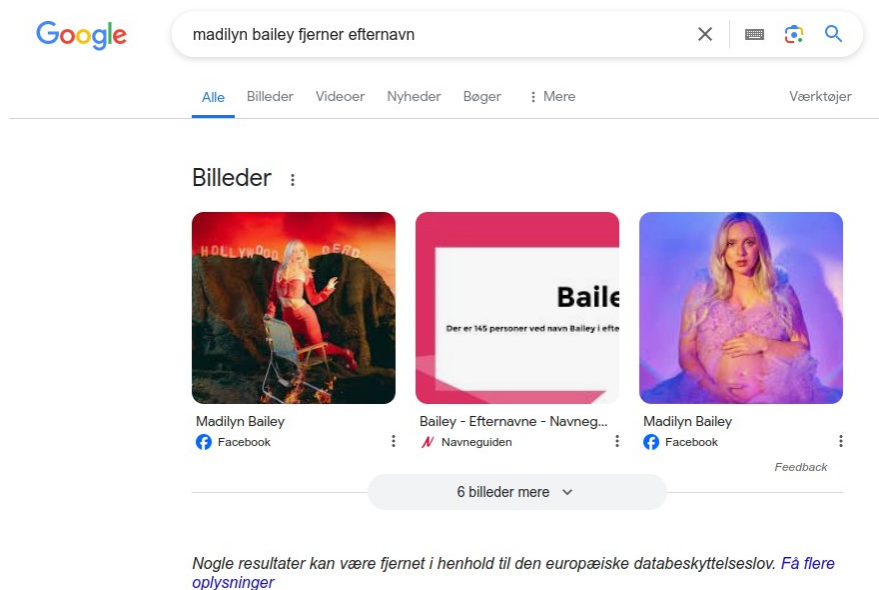 Google
madilyn bailey fjerner efternavn
Alle Billeder Videoer Nyheder Bøger Mere Værktøjer
Billeder
HOLLYWOOD DEAD
Baile
Der er 145 personer ved navn Bailey i efte
Madilyn Bailey
Facebook
Bailey - Efternavne - Navneg...
Navneguiden
Madilyn Bailey
Facebook
Feedback
6 billeder mere
Nogle resultater kan være fjernet i henhold til den europæiske databeskyttelseslov. Få flere
oplysninger